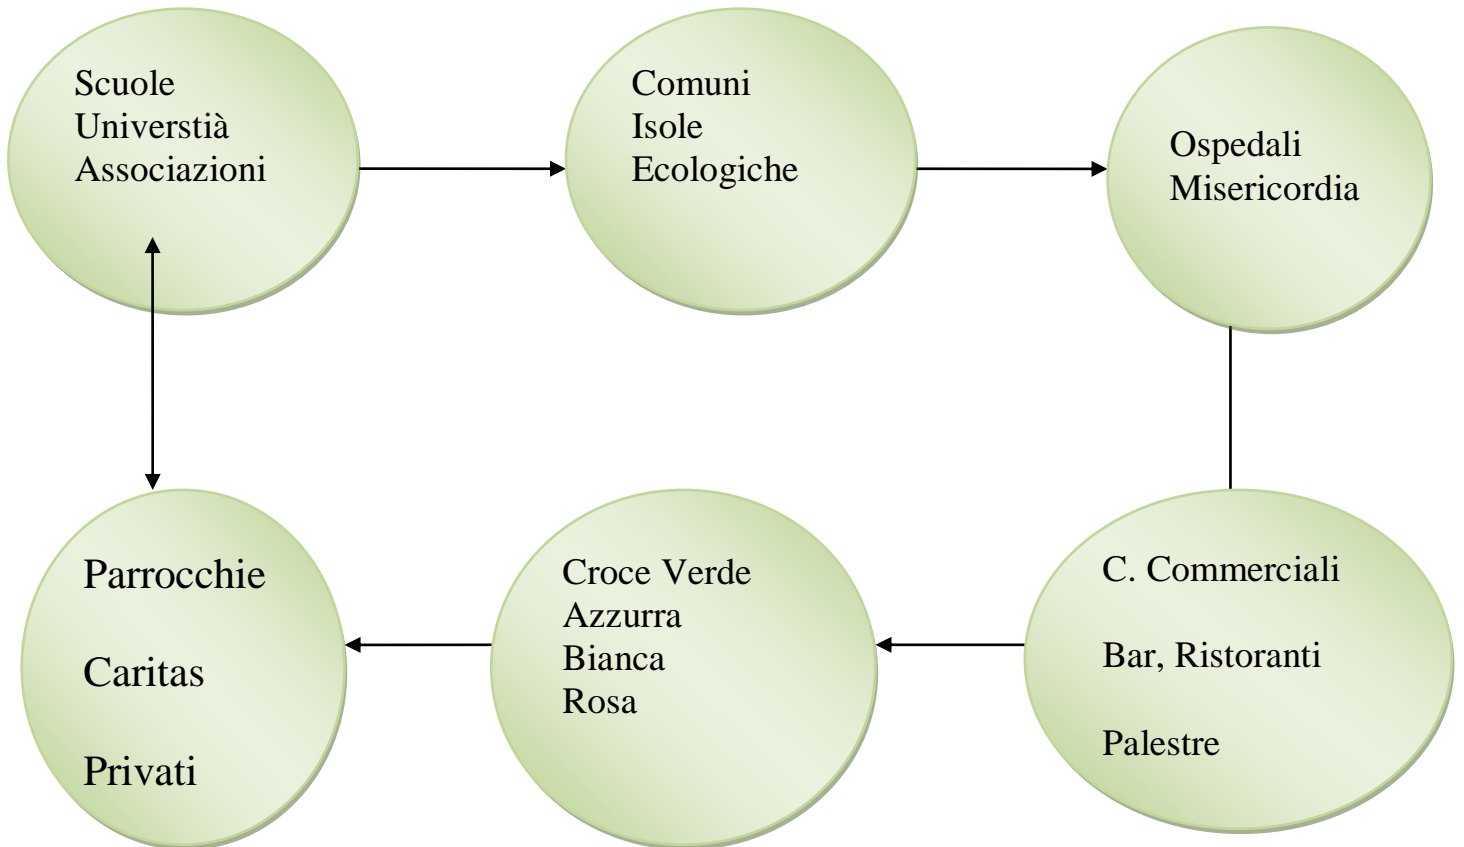 Scuole
Universtià
Associazioni
Comuni
Isole
Ecologiche
Ospedali
Misericordia
Parrocchie
Caritas
Privati
Croce Verde
Azzurra
Bianca
Rosa
C. Commerciali
Bar, Ristoranti
Palestre